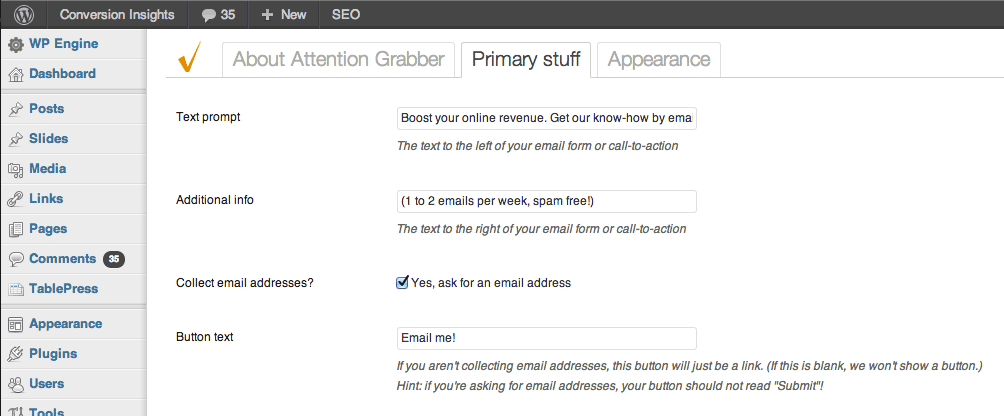 Conversion Insights 35 + New SEO
WP Engine
Dashboard
Posts
Slides
Media
Links
Pages
Comments 35
TablePress
Appearance
Plugins
Users
Tools
About Attention Grabber Primary stuff Appearance
Text prompt Boost your online revenue. Get our know-how by emai
The text to the left of your email form or call-to-action
Additional info (1 to 2 emails per week, spam free!)
The text to the right of your email form or call-to-action
Collect email addresses? Yes, ask for an email address
Button text Email me!
If you aren't collecting email addresses, this button will just be a link. (If this is blank, we won't show a button.)
Hint: if you're asking for email addresses, your button should not read "Submit"!